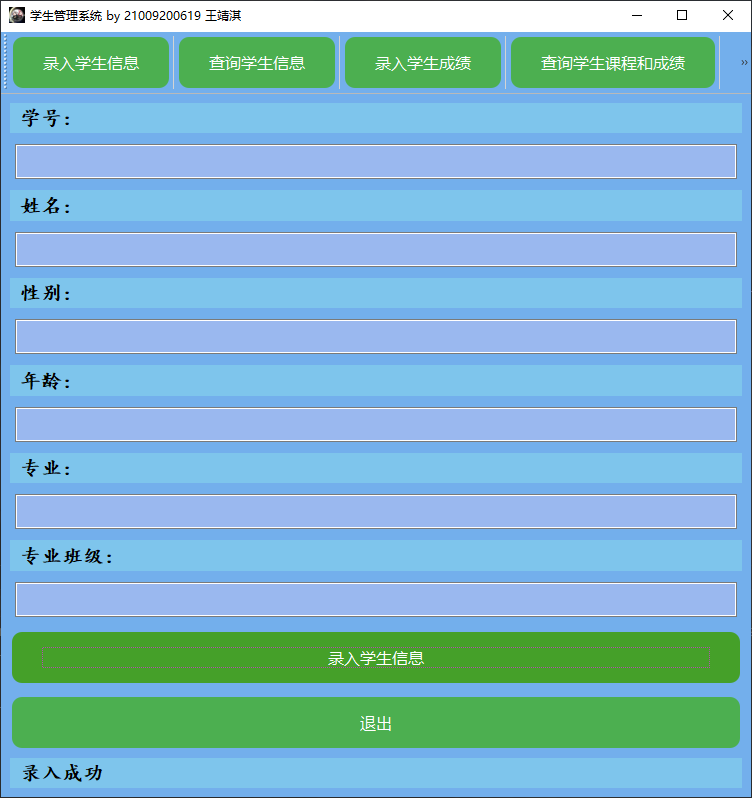 学生管理系统 by 21009200619 王靖淇
录入学生信息 查询学生信息 录入学生成绩 查询学生课程和成绩 »
学号:
姓名:
性别:
年龄:
专业:
专业班级:
录入学生信息
退出
录入成功